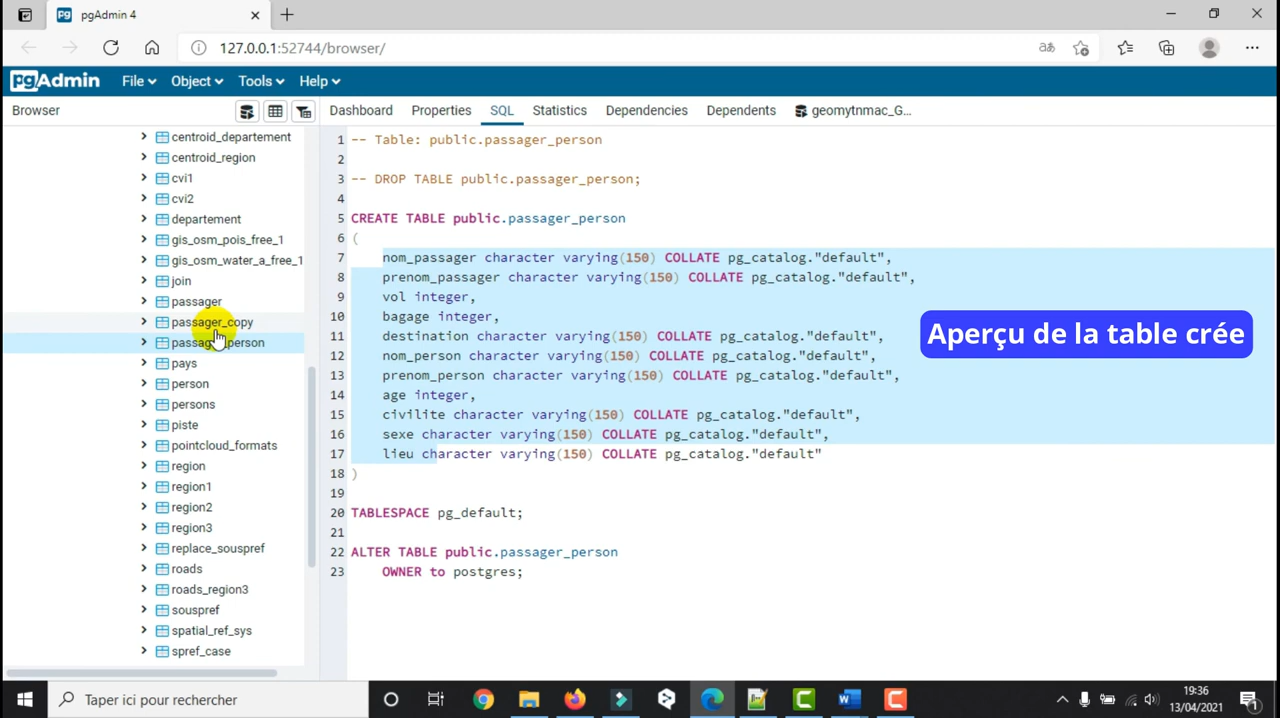 pgAdmin 4
127.0.0.1:52744/browser/
pgAdmin File Object Tools Help
Browser
Dashboard Properties SQL Statistics Dependencies Dependents geomytnmac_G...
centroid_departement
centroid_region
cvi1
cvi2
departement
gis_osm_pois_free_1
gis_osm_water_a_free_1
join
passager
passager_copy
passager_person
pays
person
persons
piste
pointcloud_formats
region
region1
region2
region3
replace_souspref
roads
roads_region3
souspref
spatial_ref_sys
spref_case
1 -- Table: public.passager_person
2
3 -- DROP TABLE public.passager_person;
4
5 CREATE TABLE public.passager_person
6 (
7 nom_passager character varying(150) COLLATE pg_catalog."default",
8 prenom_passager character varying(150) COLLATE pg_catalog."default",
9 vol integer,
10 bagage integer,
11 destination character varying(150) COLLATE pg_catalog."default",
12 nom_person character varying(150) COLLATE pg_catalog."default",
13 prenom_person character varying(150) COLLATE pg_catalog."default",
14 age integer,
15 civilite character varying(150) COLLATE pg_catalog."default",
16 sexe character varying(150) COLLATE pg_catalog."default",
17 lieu character varying(150) COLLATE pg_catalog."default"
18 )
19
20 TABLESPACE pg_default;
21
22 ALTER TABLE public.passager_person
23 OWNER to postgres;
Aperçu de la table crée
Taper ici pour rechercher
19:36
13/04/2021